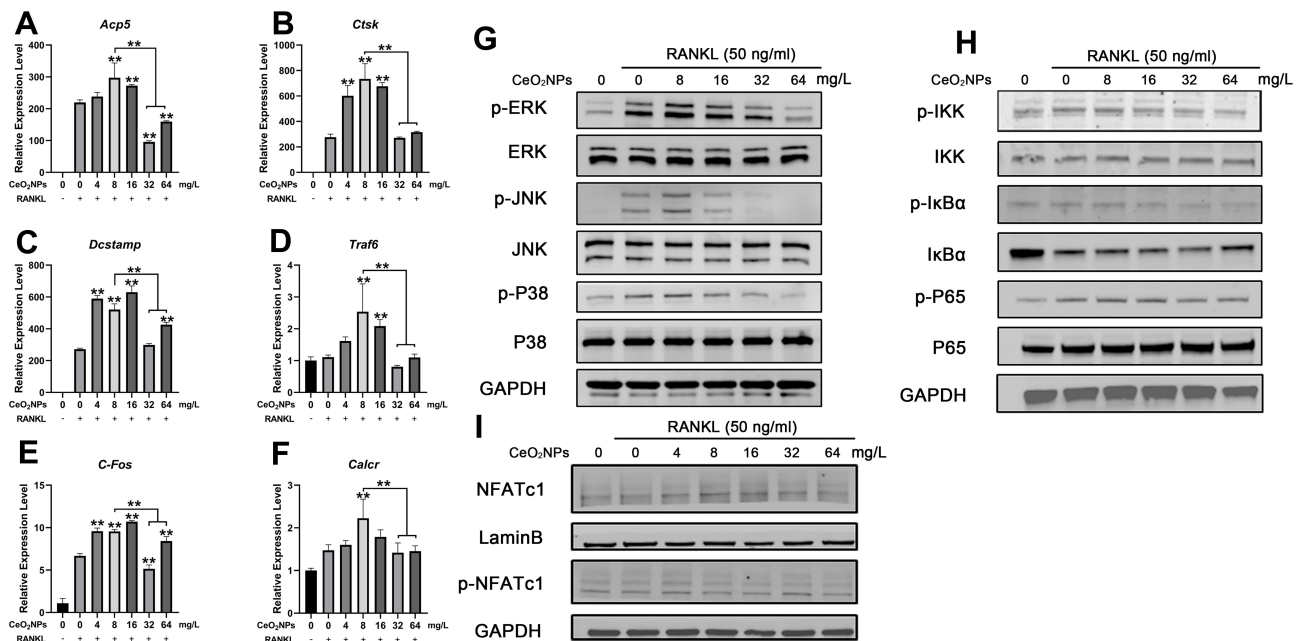 A
Acp5
Relative Expression Level
400
300
200
100
0
**
** ** ** **
CeO₂NPs 0 0 4 8 16 32 64 mg/L
RANKL - + + + + + +
B
Ctsk
Relative Expression Level
1000
800
600
400
200
0
**
** ** **
CeO₂NPs 0 0 4 8 16 32 64 mg/L
RANKL - + + + + + +
C
Dcstamp
Relative Expression Level
800
600
400
200
0
**
** ** ** **
CeO₂NPs 0 0 4 8 16 32 64 mg/L
RANKL - + + + + + +
D
Traf6
Relative Expression Level
4
3
2
1
0
**
** **
CeO₂NPs 0 0 4 8 16 32 64 mg/L
RANKL - + + + + + +
E
C-Fos
Relative Expression Level
15
10
5
0
**
** ** ** ** **
CeO₂NPs 0 0 4 8 16 32 64 mg/L
RANKL - + + + + + +
F
Calcr
Relative Expression Level
3
2
1
0
**
**
CeO₂NPs 0 0 4 8 16 32 64 mg/L
RANKL - + + + + + +
G
RANKL (50 ng/ml)
CeO₂NPs 0 0 8 16 32 64 mg/L
p-ERK
ERK
p-JNK
JNK
p-P38
P38
GAPDH
H
RANKL (50 ng/ml)
CeO₂NPs 0 0 8 16 32 64 mg/L
p-IKK
IKK
p-IκBα
IκBα
p-P65
P65
GAPDH
I
RANKL (50 ng/ml)
CeO₂NPs 0 0 4 8 16 32 64 mg/L
NFATc1
LaminB
p-NFATc1
GAPDH